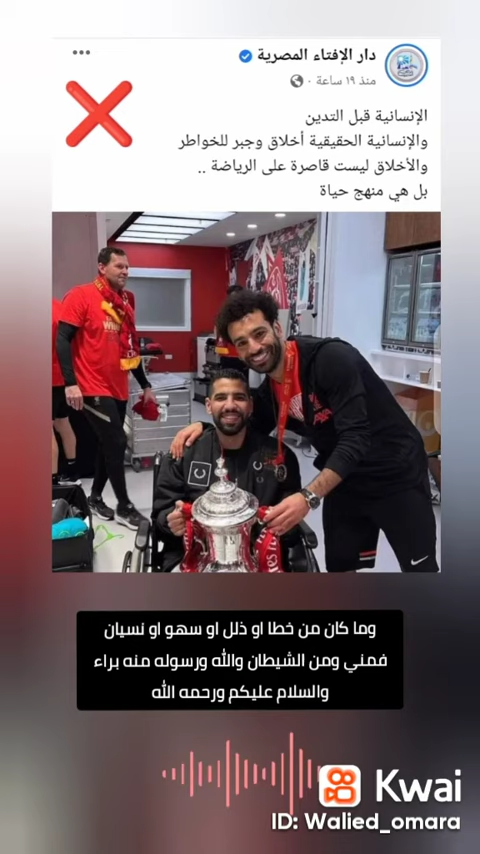 دار الإفتاء المصرية
منذ ١٩ ساعة ·
الإنسانية قبل التدين
والإنسانية الحقيقية أخلاق وجبر للخواطر
والأخلاق ليست قاصرة على الرياضة ..
بل هي منهج حياة
وما كان من خطا او ذلل او سهو او نسيان
فمني ومن الشيطان والله ورسوله منه براء
والسلام عليكم ورحمه الله
Kwai
ID: Walied_omara